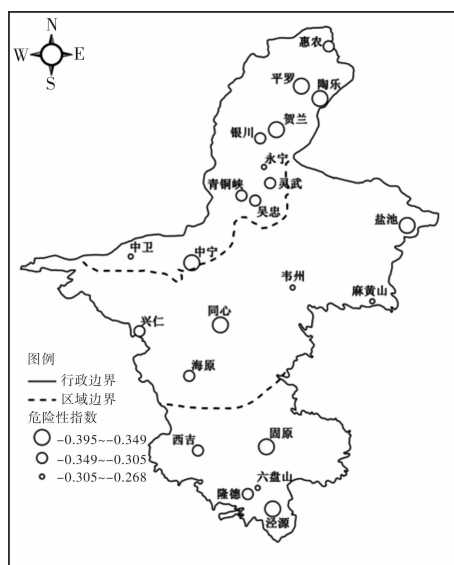 N
W E
S
惠农
平罗
陶乐
贺兰
银川
永宁
青铜峡
灵武
吴忠
盐池
中卫
中宁
韦州
麻黄山
兴仁
同心
海原
图例
行政边界
区域边界
危险性指数
-0.395~-0.349
-0.349~-0.305
-0.305~-0.268
西吉
固原
六盘山
隆德
泾源